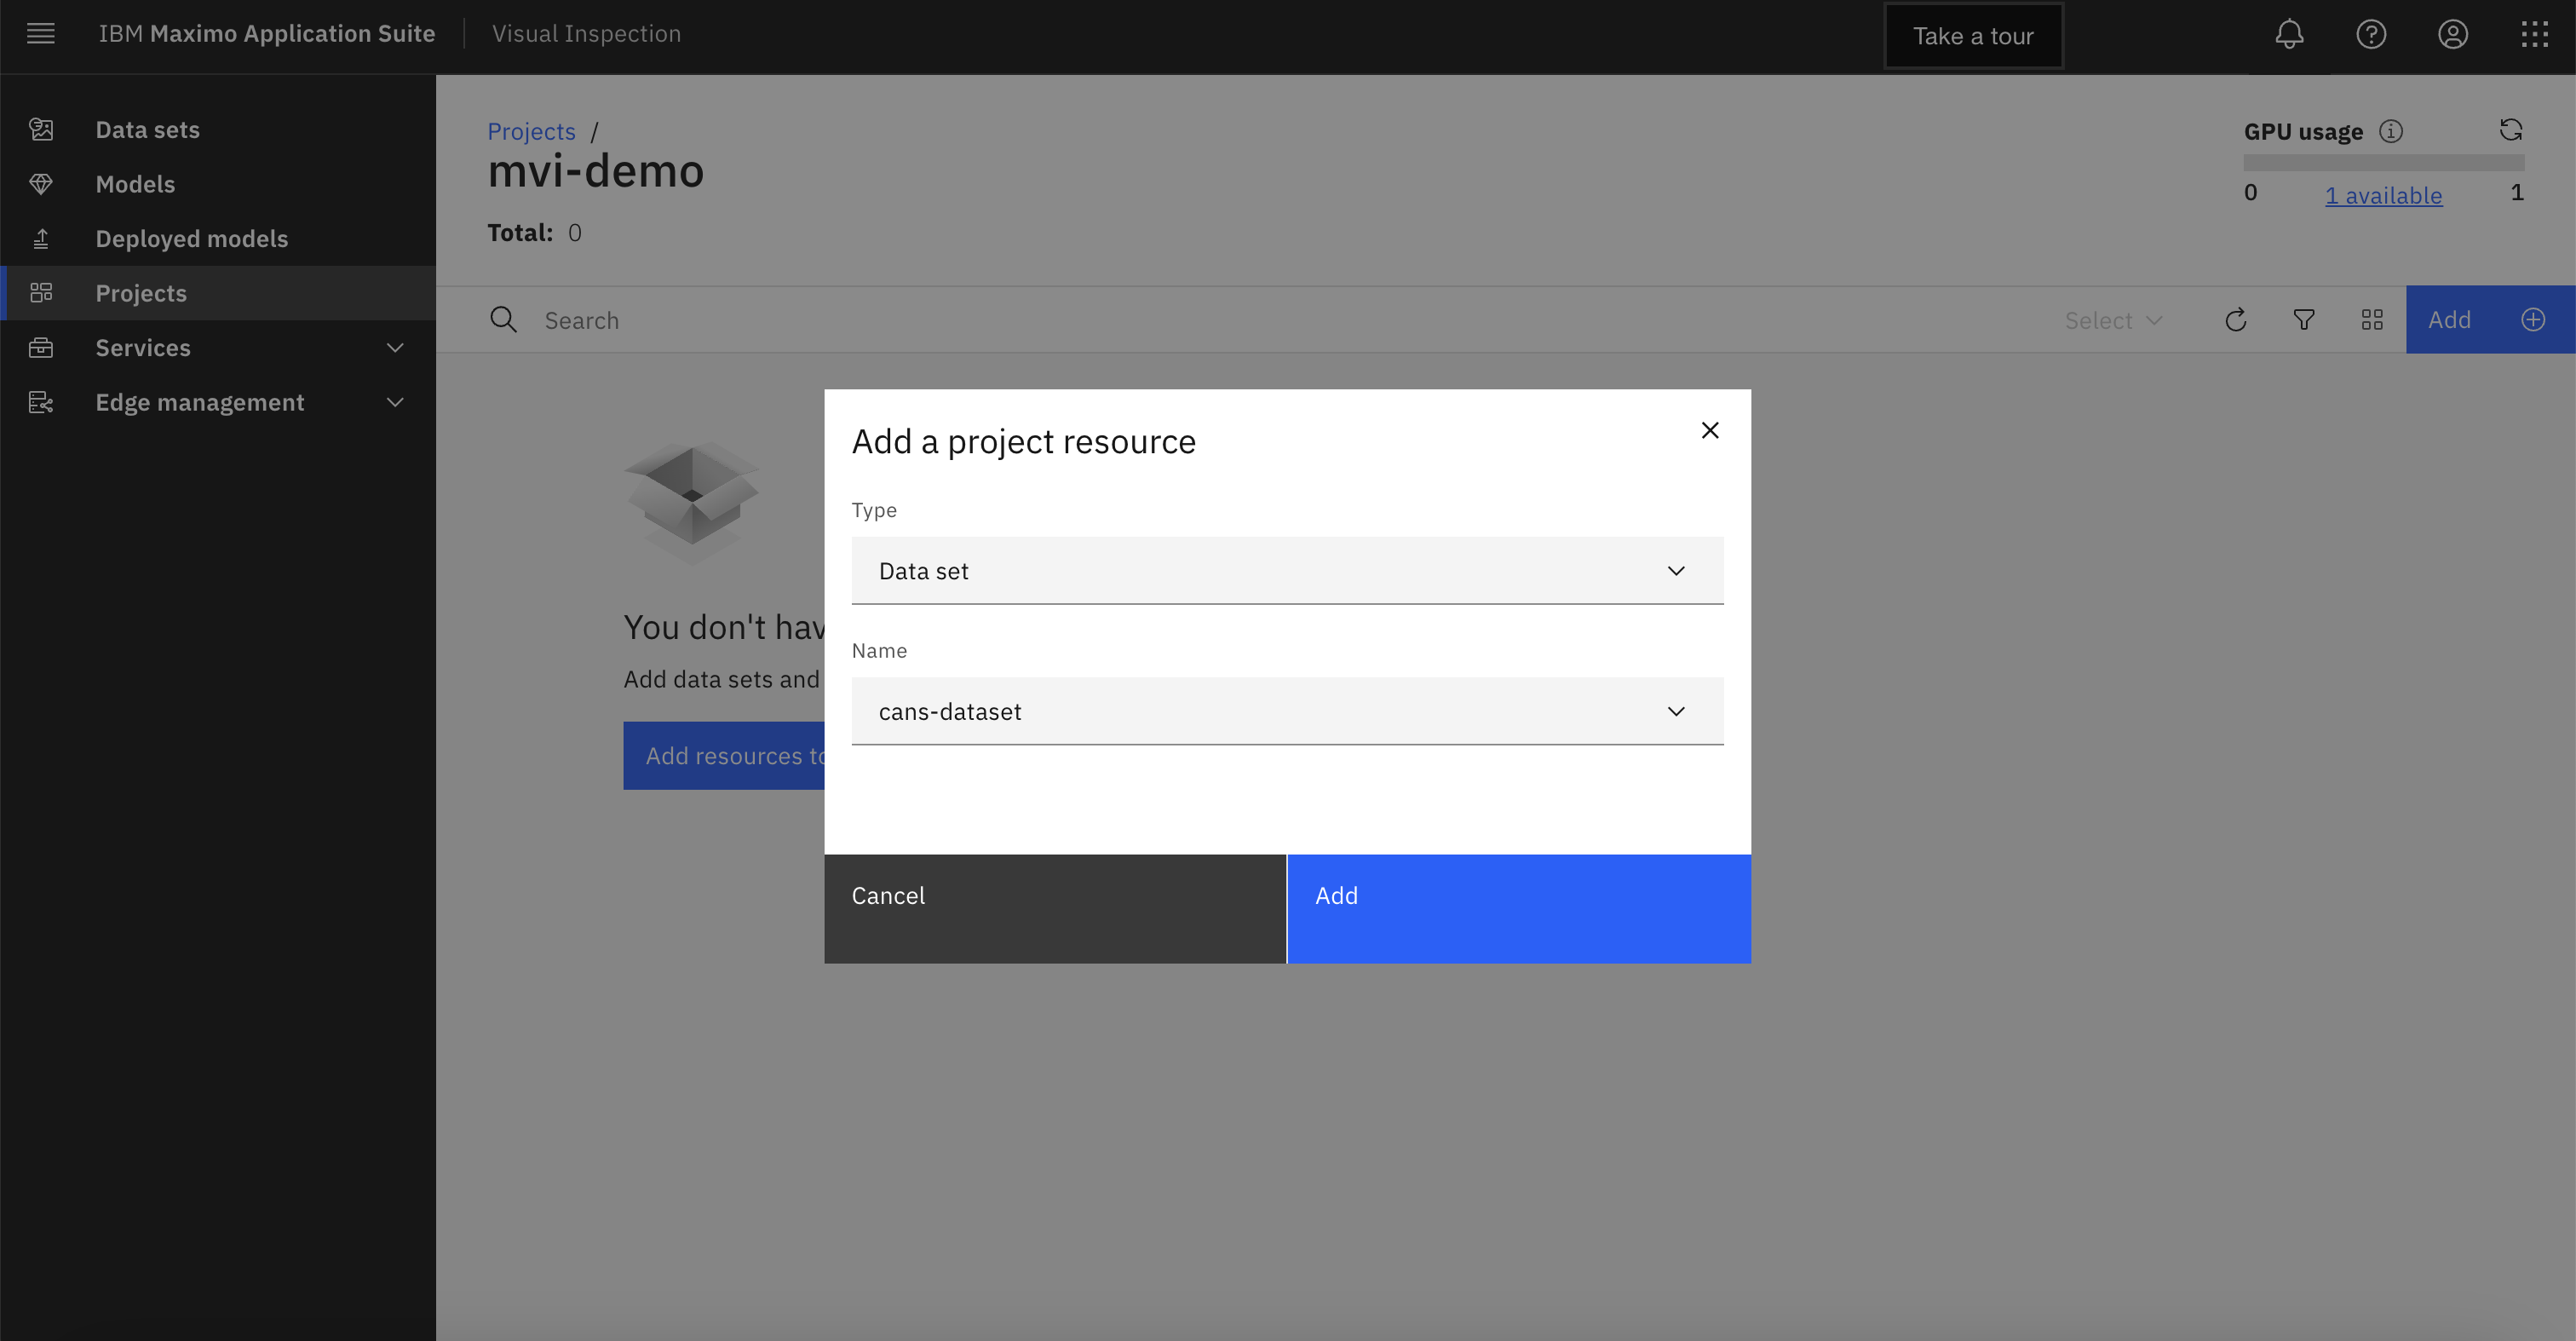 IBM Maximo Application Suite
Visual Inspection
Take a tour
Data sets
Models
Deployed models
Projects
Services
Edge management
Projects /
mvi-demo
Total: 0
GPU usage
0 1 available 1
Search
Select
Add
You don't hav
Add data sets and
Add resources to
Add a project resource
Type
Data set
Name
cans-dataset
Cancel
Add